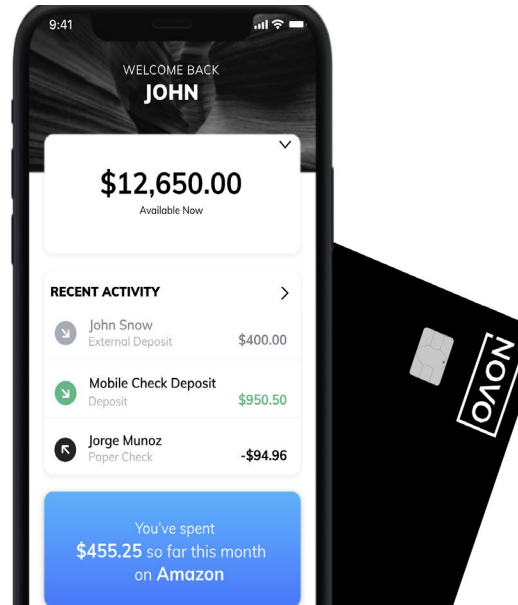 9:41
WELCOME BACK
JOHN
$12,650.00
Available Now
RECENT ACTIVITY
John Snow
External Deposit
$400.00
Mobile Check Deposit
Deposit
$950.50
Jorge Munoz
Paper Check
-$94.96
You've spent
$455.25 so far this month
on Amazon
NOVO